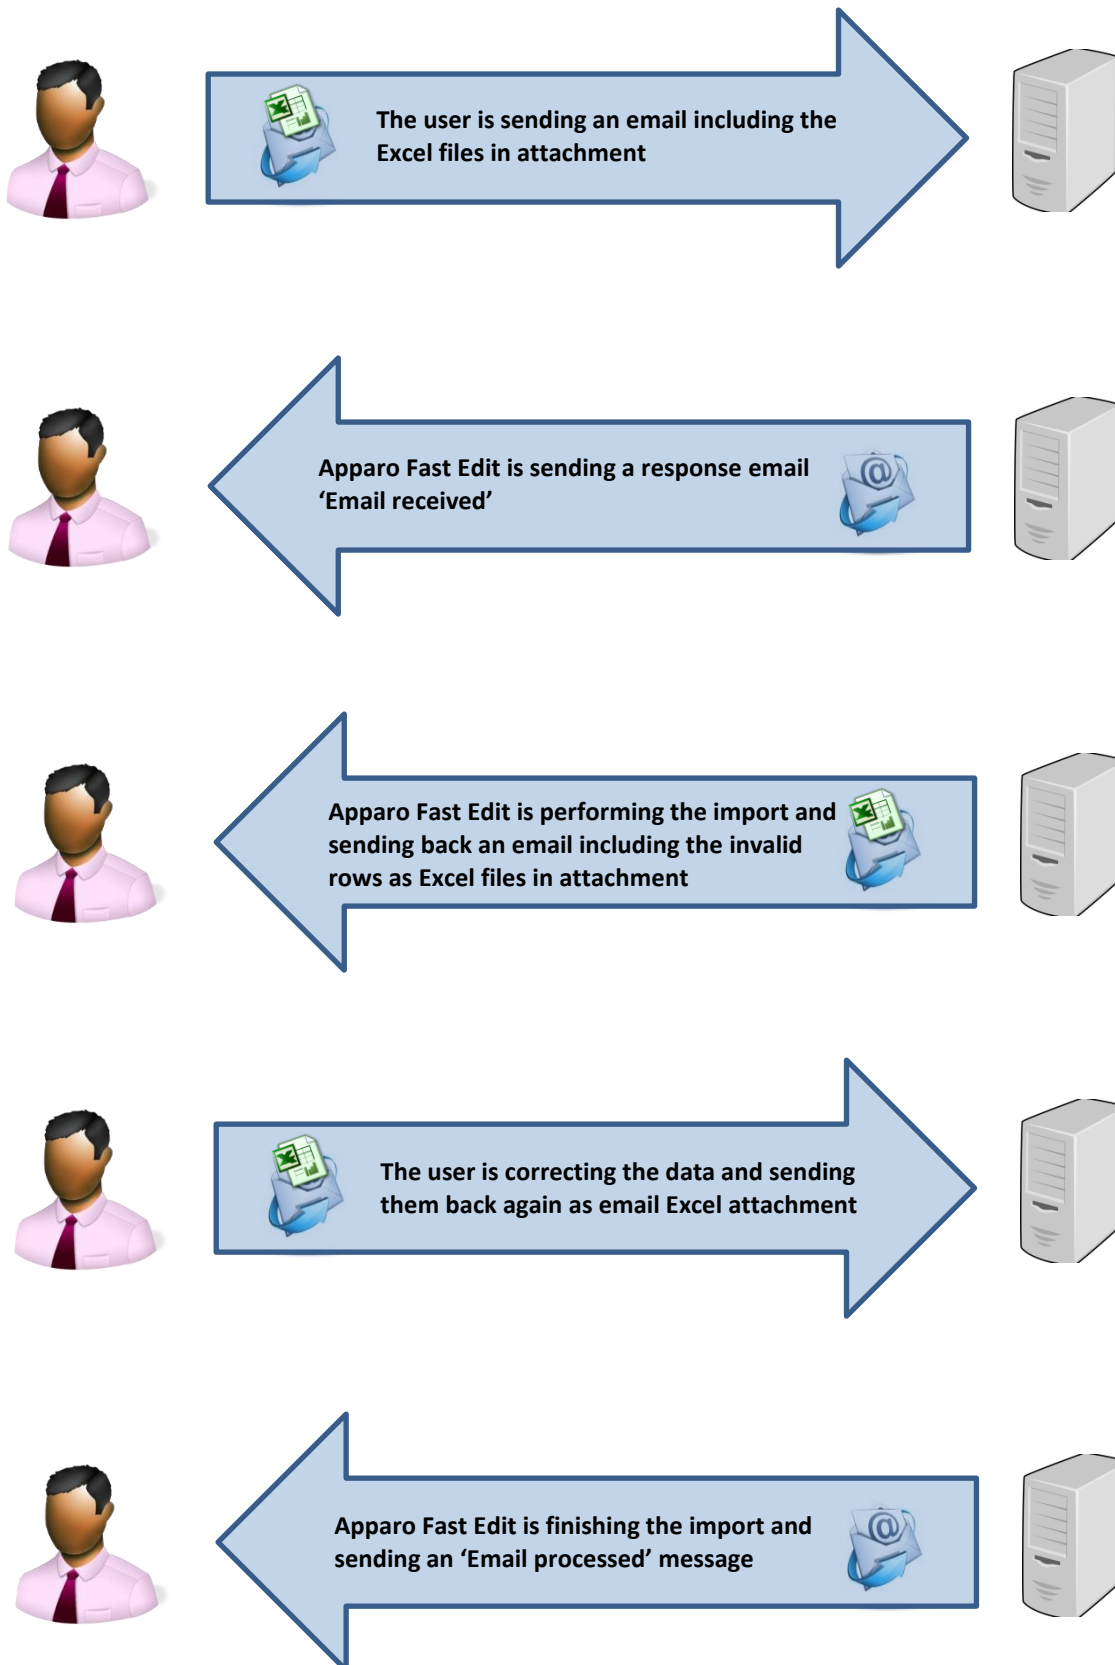 The user is sending an email including the
Excel files in attachment
Apparo Fast Edit is sending a response email
‘Email received’
Apparo Fast Edit is performing the import and
sending back an email including the invalid
rows as Excel files in attachment
The user is correcting the data and sending
them back again as email Excel attachment
Apparo Fast Edit is finishing the import and
sending an ‘Email processed’ message